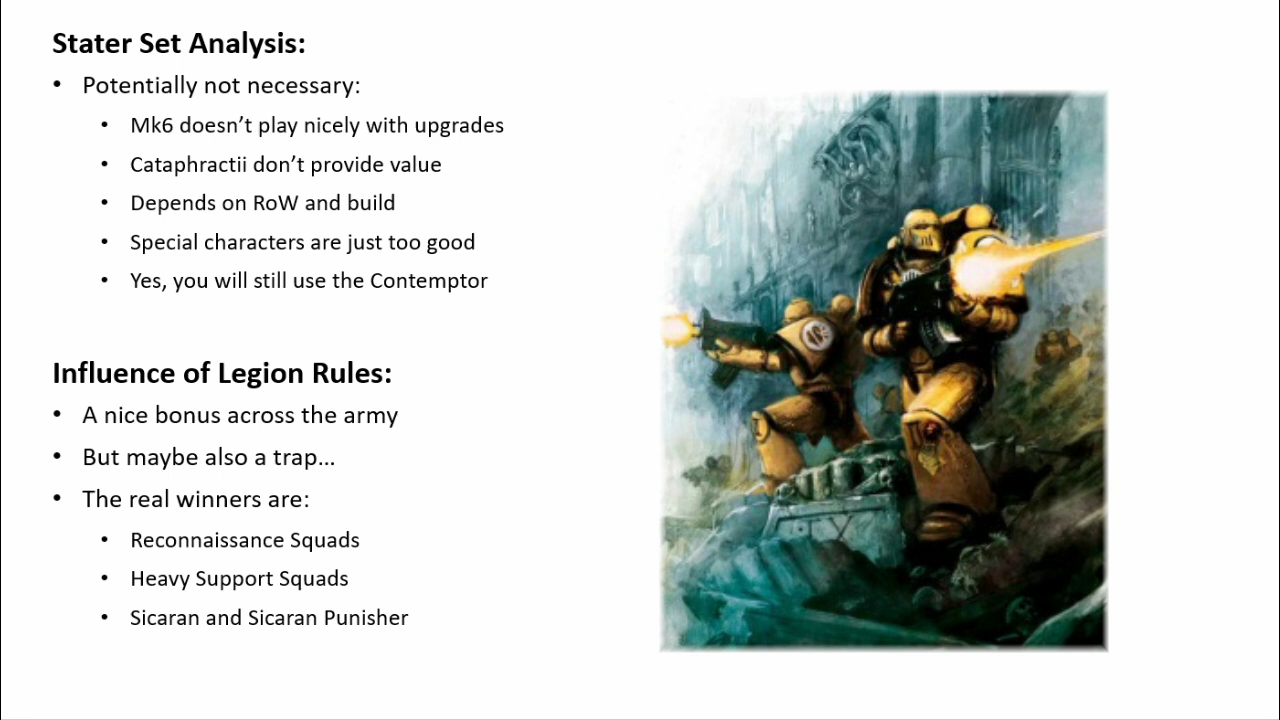 Stater Set Analysis:
• Potentially not necessary:
• Mk6 doesn’t play nicely with upgrades
• Cataphractii don’t provide value
• Depends on RoW and build
• Special characters are just too good
• Yes, you will still use the Contemptor
Influence of Legion Rules:
• A nice bonus across the army
• But maybe also a trap...
• The real winners are:
• Reconnaissance Squads
• Heavy Support Squads
• Sicaran and Sicaran Punisher